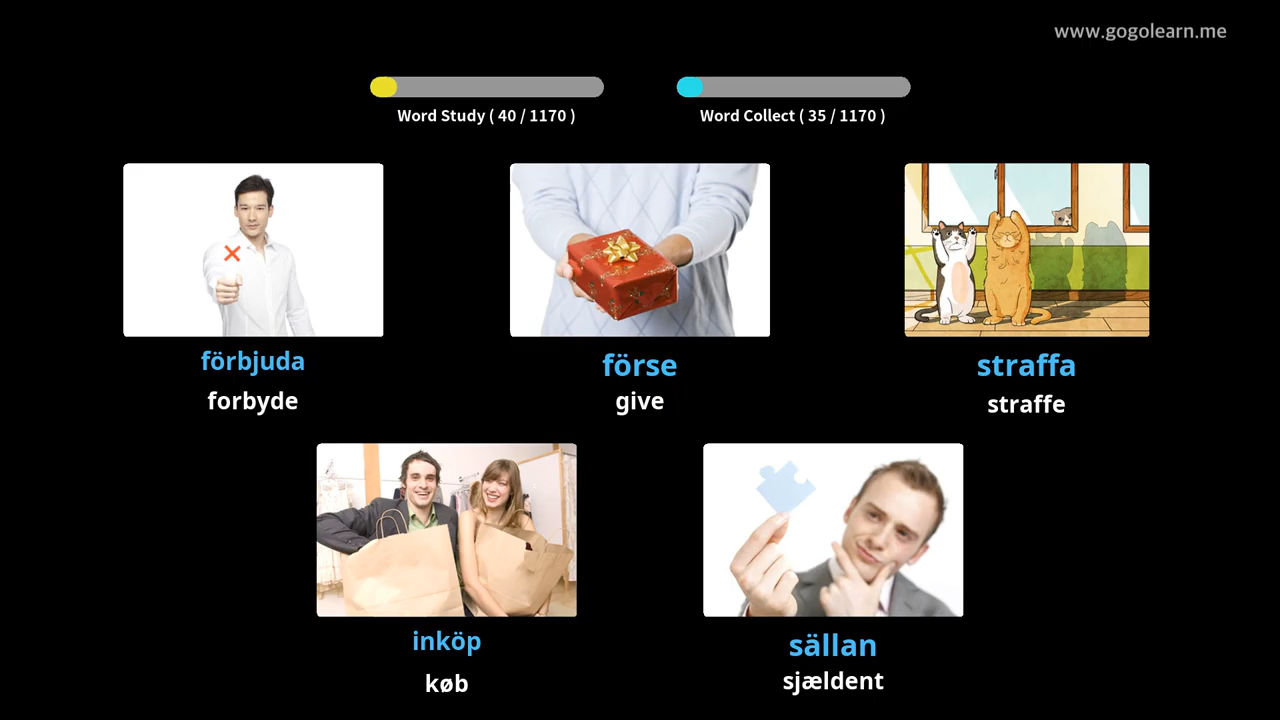 www.gogolearn.me
Word Study ( 40 / 1170 )
Word Collect ( 35 / 1170 )
förbjuda
forbyde
förse
give
straffa
straffe
inköp
køb
sällan
sjældent